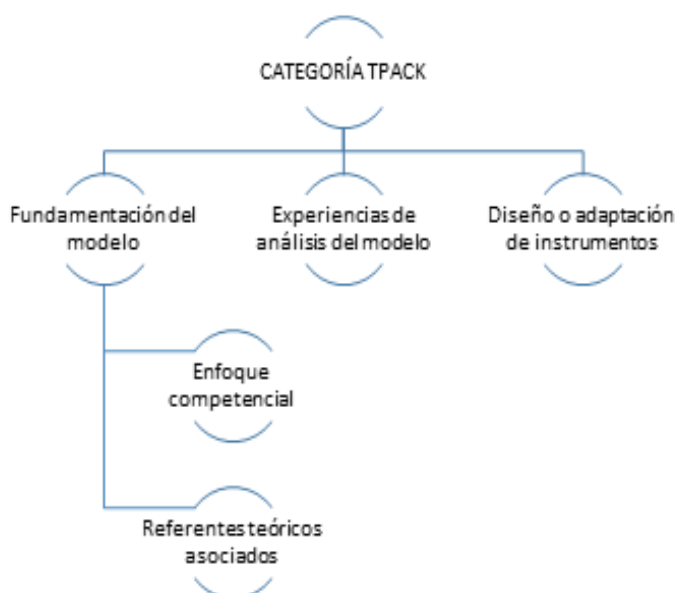 CATEGORÍA TPACK
Fundamentación del
modelo
Experiencias de
análisis del modelo
Diseño o adaptación
de instrumentos
Enfoque
competencial
Referentes teóricos
asociados